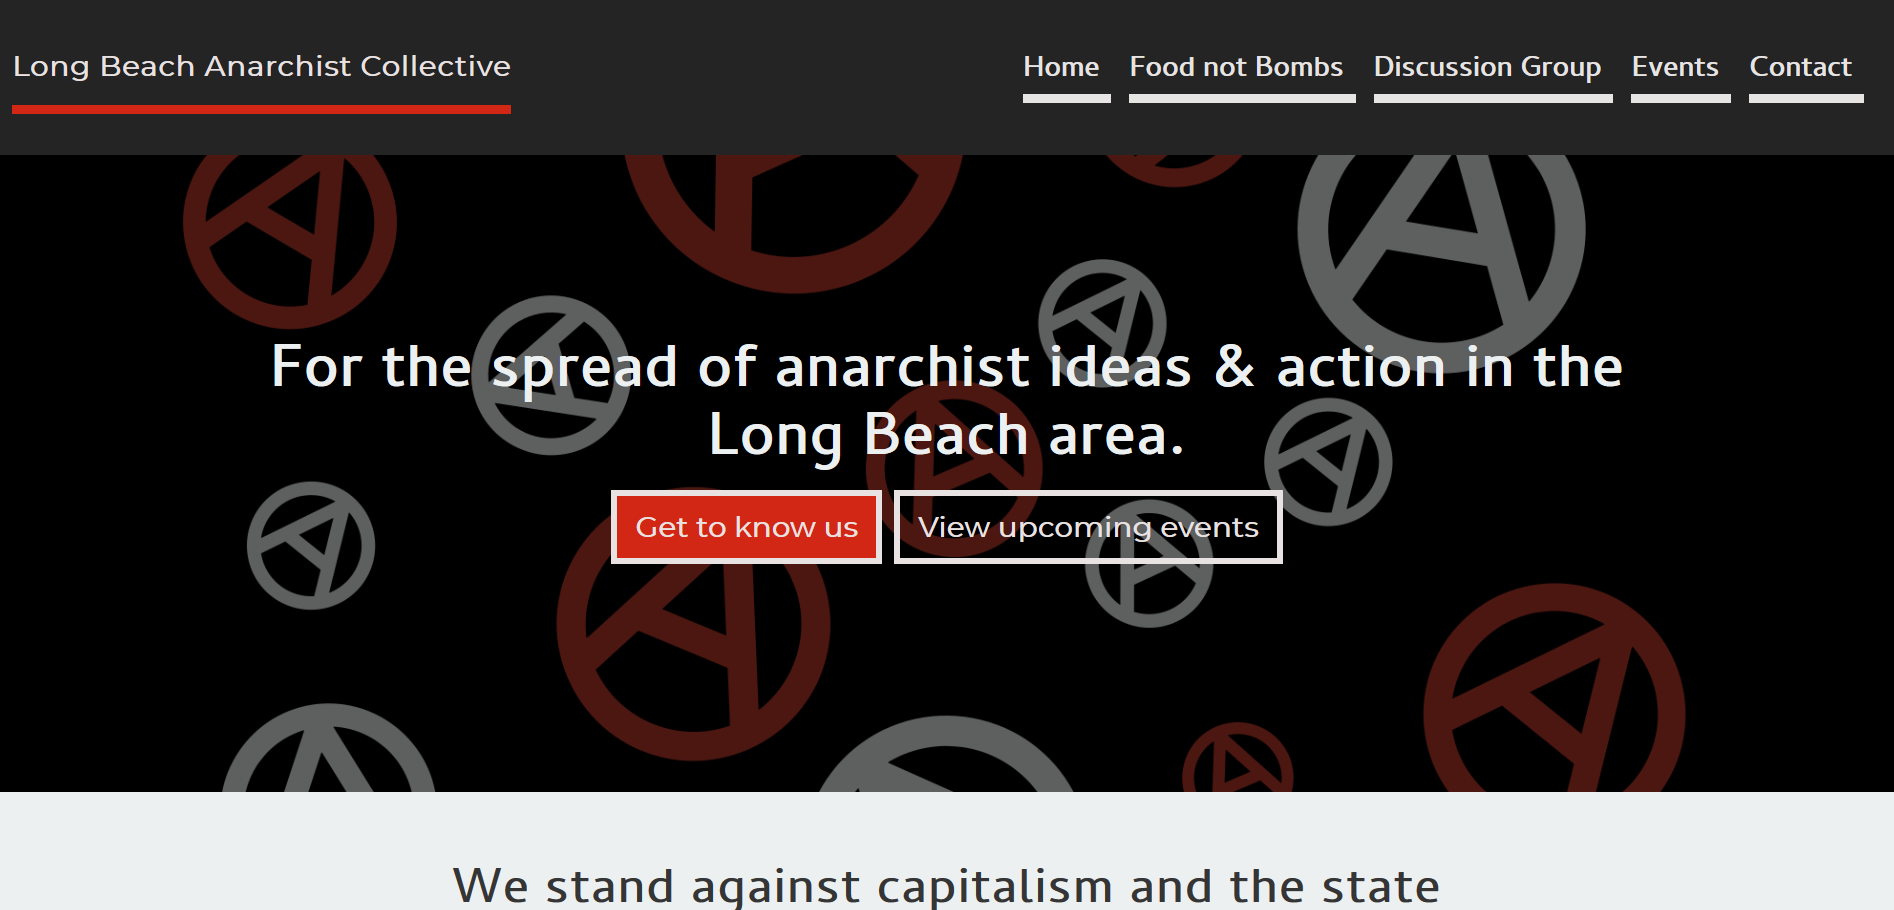 Long Beach Anarchist Collective
Home Food not Bombs Discussion Group Events Contact
For the spread of anarchist ideas & action in the
Long Beach area.
Get to know us View upcoming events
We stand against capitalism and the state